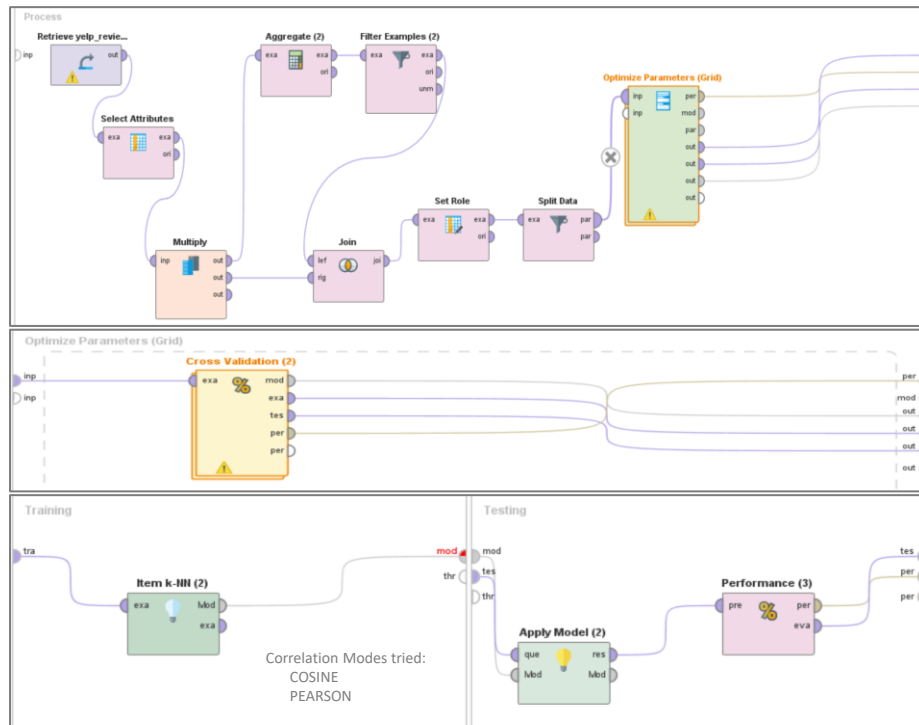 Process
inp
Retrieve yelp_revie...
out
Aggregate (2)
exa
exa
ori
Filter Examples (2)
exa
exa
ori
unm
Optimize Parameters (Grid)
inp
inp
per
mod
par
out
out
out
out
Select Attributes
exa
exa
ori
Multiply
inp
out
out
out
Join
lef
rig
joi
Set Role
exa
exa
ori
Split Data
exa
par
par
Optimize Parameters (Grid)
inp
inp
Cross Validation (2)
exa
mod
exa
tes
per
per
per
mod
out
out
out
out
Training
tra
Item k-NN (2)
exa
Mod
exa
mod
thr
Correlation Modes tried:
COSINE
PEARSON
Testing
mod
tes
thr
Apply Model (2)
que
Mod
res
Mod
Performance (3)
pre
per
eva
tes
per
per